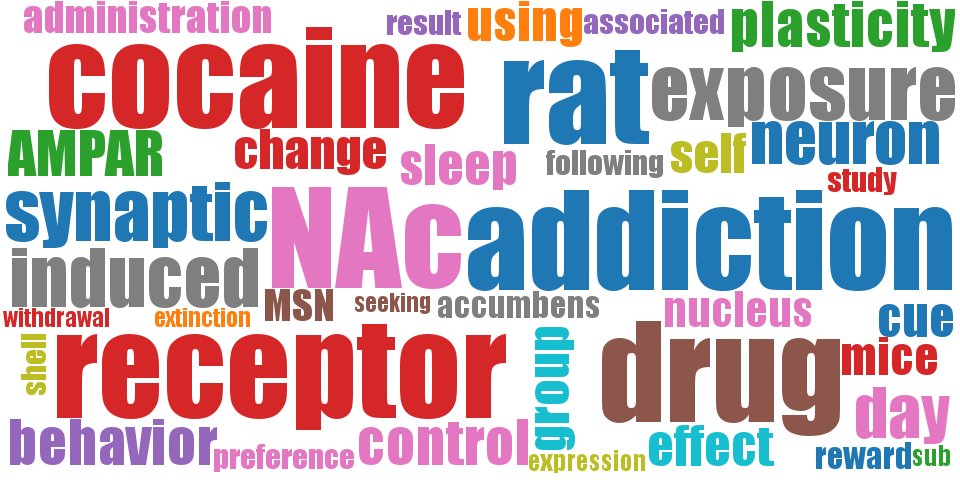 administration
result
using
associated
plasticity
cocaine
rat
exposure
AMPAR
change
sleep
following
self
neuron
study
synaptic
NAc
addiction
induced
MSN
seeking
accumbens
nucleus
cue
withdrawal
extinction
shell
receptor
group
drug
mice
day
behavior
preference
control
expression
effect
reward
sub